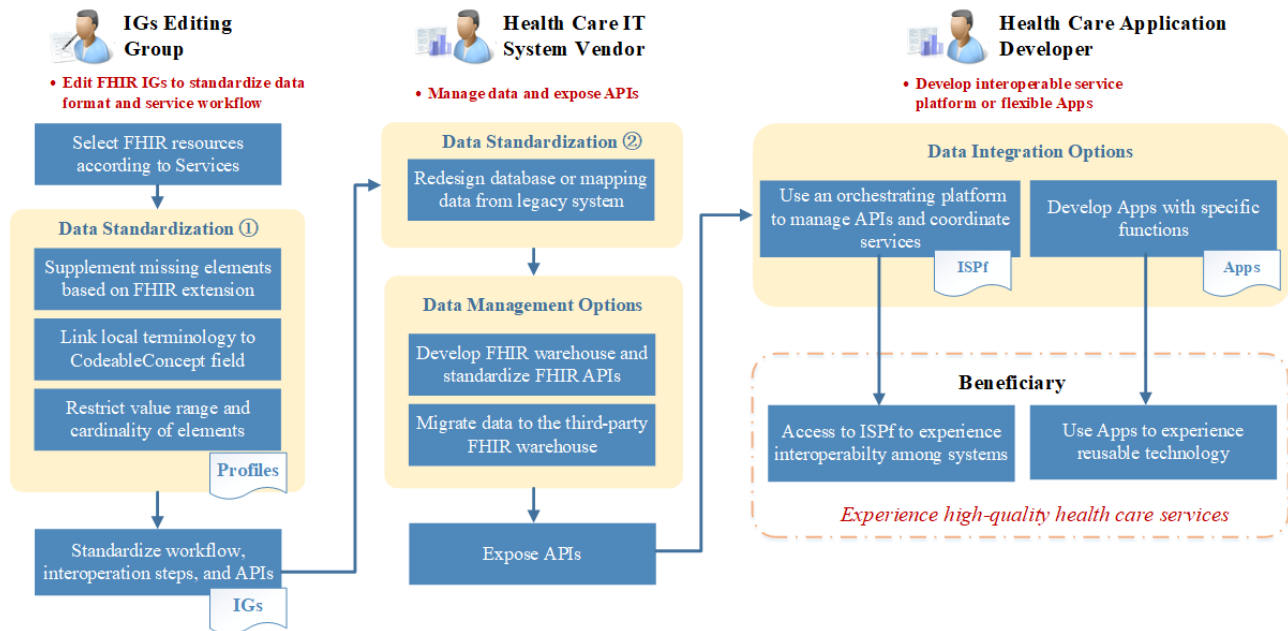 IGs Editing
Group
• Edit FHIR IGs to standardize data
format and service workflow
Select FHIR resources
according to Services
Data Standardization ①
Supplement missing elements
based on FHIR extension
Link local terminology to
CodeableConcept field
Restrict value range and
cardinality of elements
Profiles
Standardize workflow,
interoperation steps, and APIs
IGs
Health Care IT
System Vendor
• Manage data and expose APIs
Data Standardization ②
Redesign database or mapping
data from legacy system
Data Management Options
Develop FHIR warehouse and
standardize FHIR APIs
Migrate data to the third-party
FHIR warehouse
Expose APIs
Health Care Application
Developer
• Develop interoperable service
platform or flexible Apps
Data Integration Options
Use an orchestrating platform
to manage APIs and coordinate
services
ISPf
Develop Apps with specific
functions
Apps
Beneficiary
Access to ISPf to experience
interoperabilty among systems
Use Apps to experience
reusable technology
Experience high-quality health care services